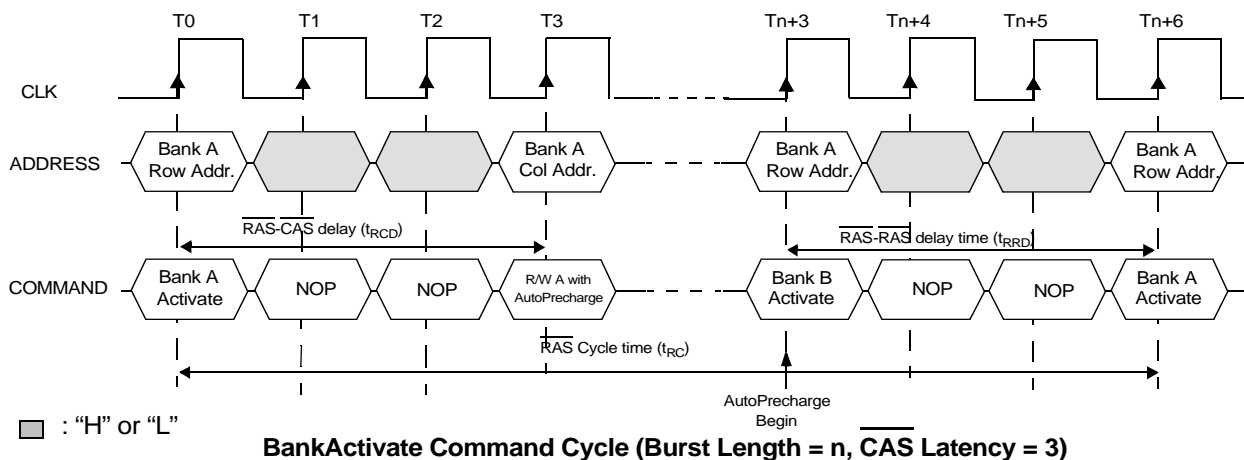 T0 T1 T2 T3 Tn+3 Tn+4 Tn+5 Tn+6
CLK
ADDRESS
Bank A
Row Addr.
Bank A
Col Addr.
Bank A
Row Addr.
Bank A
Row Addr.
RAS-CAS delay (tRCD)
RAS-RAS delay time (tRRD)
COMMAND
Bank A
Activate
NOP
NOP
R/W A with
AutoPrecharge
Bank B
Activate
NOP
NOP
Bank A
Activate
RAS Cycle time (tRC)
AutoPrecharge
Begin
: “H” or “L”
BankActivate Command Cycle (Burst Length = n, CAS Latency = 3)